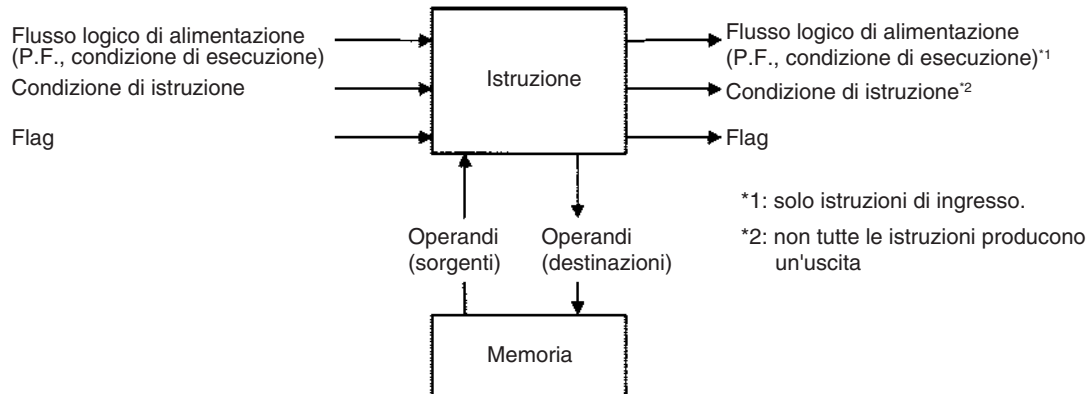 Flusso logico di alimentazione
(P.F., condizione di esecuzione)
Condizione di istruzione
Flag
Istruzione
Flusso logico di alimentazione
(P.F., condizione di esecuzione)*1
Condizione di istruzione*2
Flag
*1: solo istruzioni di ingresso.
*2: non tutte le istruzioni producono
un'uscita
Operandi
(sorgenti)
Operandi
(destinazioni)
Memoria